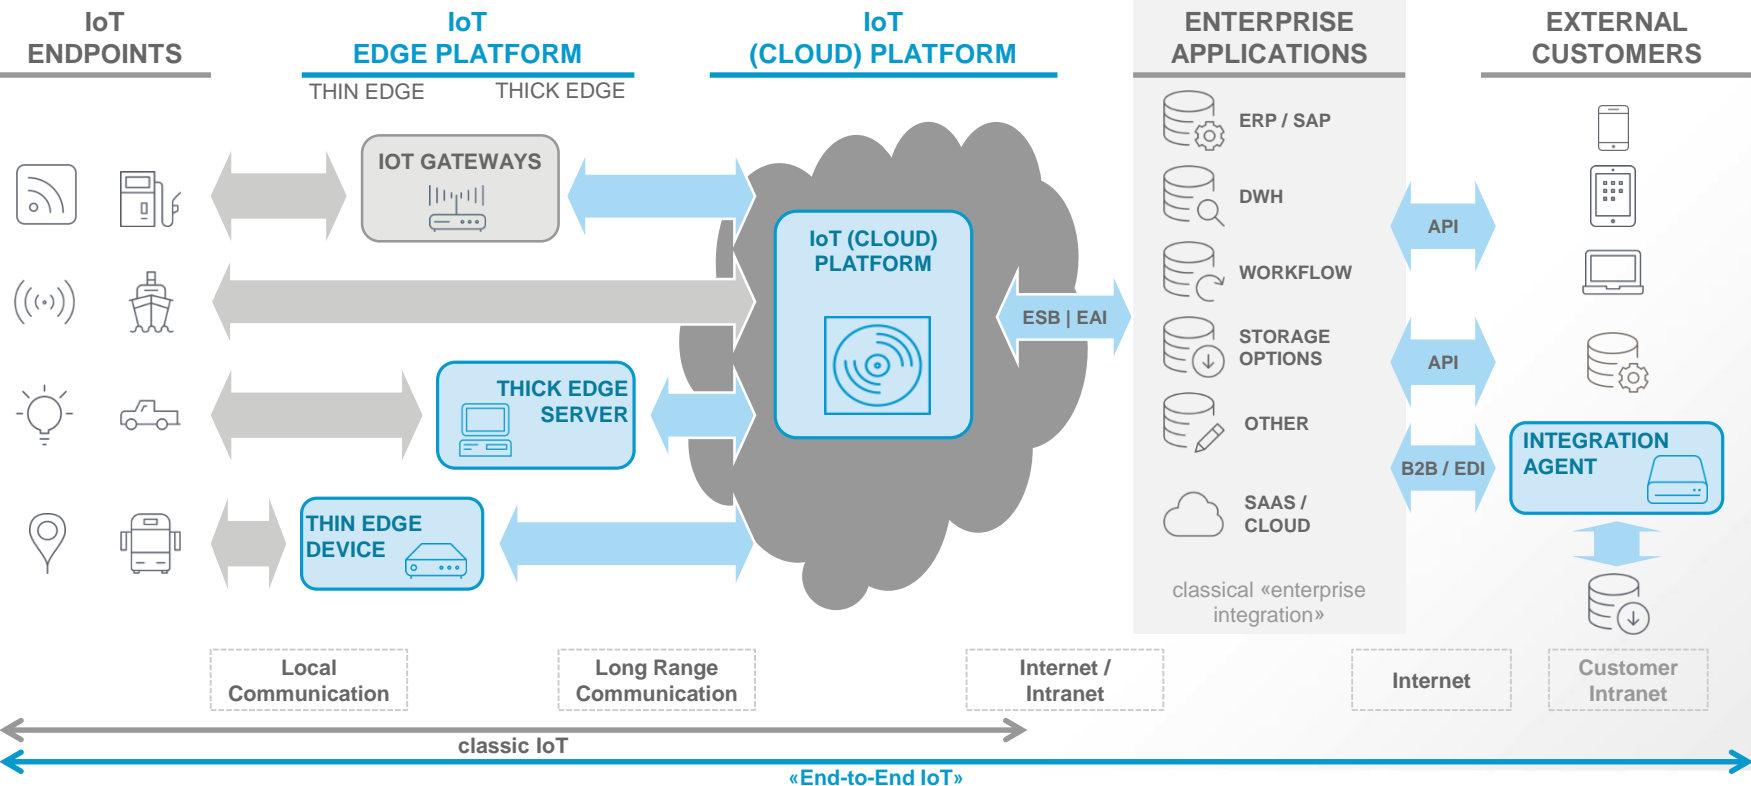 IoT
ENDPOINTS
IoT
EDGE PLATFORM
THIN EDGE
THICK EDGE
IoT
(CLOUD) PLATFORM
ENTERPRISE
APPLICATIONS
EXTERNAL
CUSTOMERS
IOT GATEWAYS
THICK EDGE
SERVER
THIN EDGE
DEVICE
IoT (CLOUD)
PLATFORM
ESB | EAI
ERP / SAP
DWH
WORKFLOW
STORAGE
OPTIONS
OTHER
SAAS /
CLOUD
classical «enterprise
integration»
API
API
B2B / EDI
INTEGRATION
AGENT
Local
Communication
Long Range
Communication
Internet /
Intranet
Internet
Customer
Intranet
classic IoT
«End-to-End IoT»